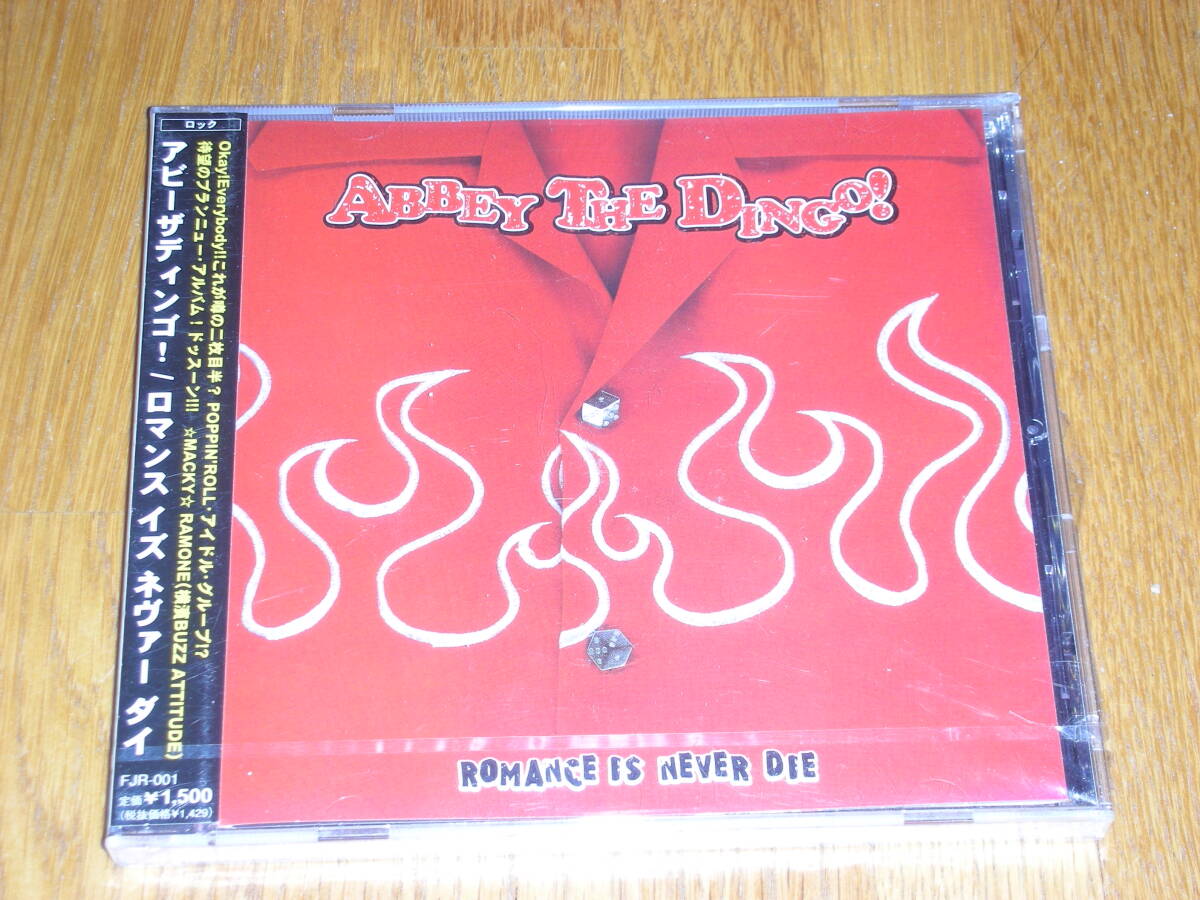 ロック
Okay!Everybody!!これが噂の二枚目半? POPPIN'ROLL・アイドル・グループ!?
待望のブランニュー・アルバム!ドッスーン!!! ☆MACKY☆ RAMONE(横濱BUZZ ATTITUDE)
アビーザディンゴ!/ロマンス イズ ネヴァー ダイ
FJR-001
定価¥1,500
(税抜価格¥1,429)
ABBEY THE DINGO!
ROMANCE IS NEVER DIE